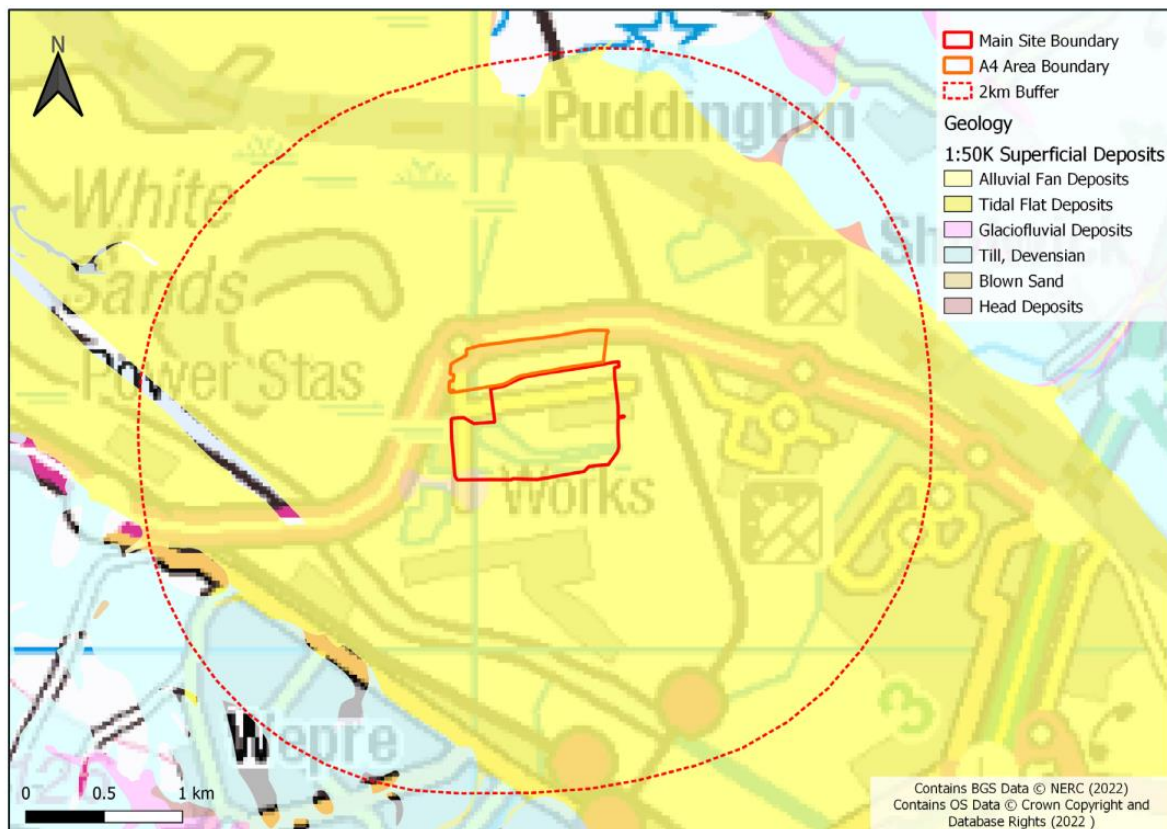 N
Main Site Boundary
A4 Area Boundary
2km Buffer
Geology
1:50K Superficial Deposits
Alluvial Fan Deposits
Tidal Flat Deposits
Glaciofluvial Deposits
Till, Devensian
Blown Sand
Head Deposits
Puddington
White
Sands
Power Stas
Works
3
Wepre
0 0.5 1 km
Contains BGS Data © NERC (2022)
Contains OS Data © Crown Copyright and
Database Rights (2022 )